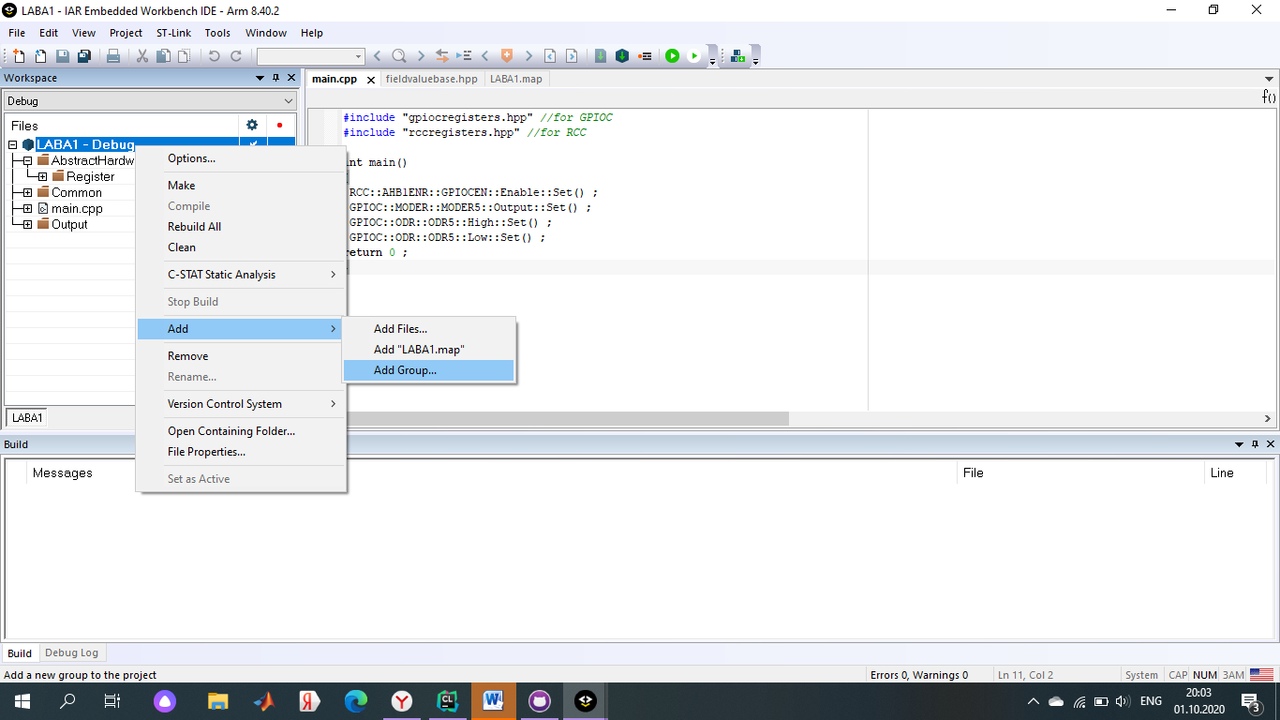 LABA1 - IAR Embedded Workbench IDE - Arm 8.40.2
File Edit View Project ST-Link Tools Window Help
Workspace
main.cpp fieldvaluebase.hpp LABA1.map
Debug
Files
LABA1 - Debug
AbstractHardw
Register
Common
main.cpp
Output
LABA1
Options...
Make
Compile
Rebuild All
Clean
C-STAT Static Analysis
Stop Build
Add
Remove
Rename...
Version Control System
Open Containing Folder...
File Properties...
Set as Active
Add Files...
Add "LABA1.map"
Add Group...
#include "gpiocregisters.hpp" //for GPIOC
#include "rccregisters.hpp" //for RCC
int main()
RCC::AHB1ENR::GPIOCEN::Enable::Set() ;
GPIOC::MODER::MODER5::Output::Set() ;
GPIOC::ODR::ODR5::High::Set() ;
GPIOC::ODR::ODR5::Low::Set() ;
return 0 ;
f()
Build
Messages File Line
Build Debug Log
Add a new group to the project Errors 0, Warnings 0 Ln 11, Col 2 System CAP NUM
ENG 20:03
01.10.2020
3